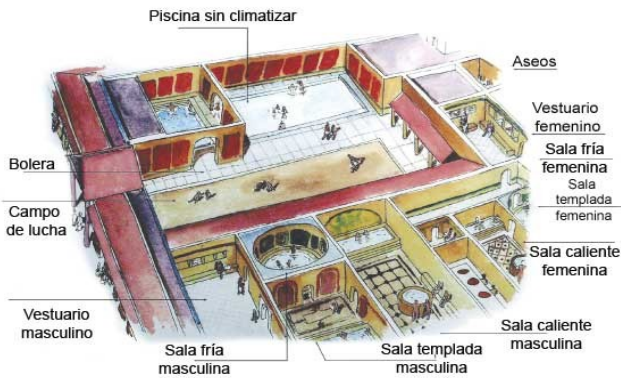 Piscina sin climatizar
Aseos
Vestuario
femenino
Sala fría
femenina
Sala
templada
femenina
Sala caliente
femenina
Bolera
Campo
de lucha
Vestuario
masculino
Sala fría
masculina
Sala templada
masculina
Sala caliente
masculina